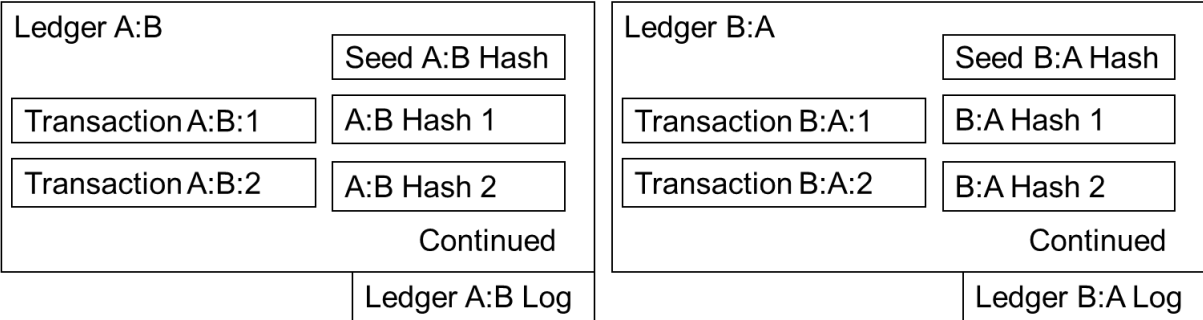 Ledger A:B
Seed A:B Hash
Transaction A:B:1
A:B Hash 1
Transaction A:B:2
A:B Hash 2
Continued
Ledger A:B Log
Ledger B:A
Seed B:A Hash
Transaction B:A:1
B:A Hash 1
Transaction B:A:2
B:A Hash 2
Continued
Ledger B:A Log